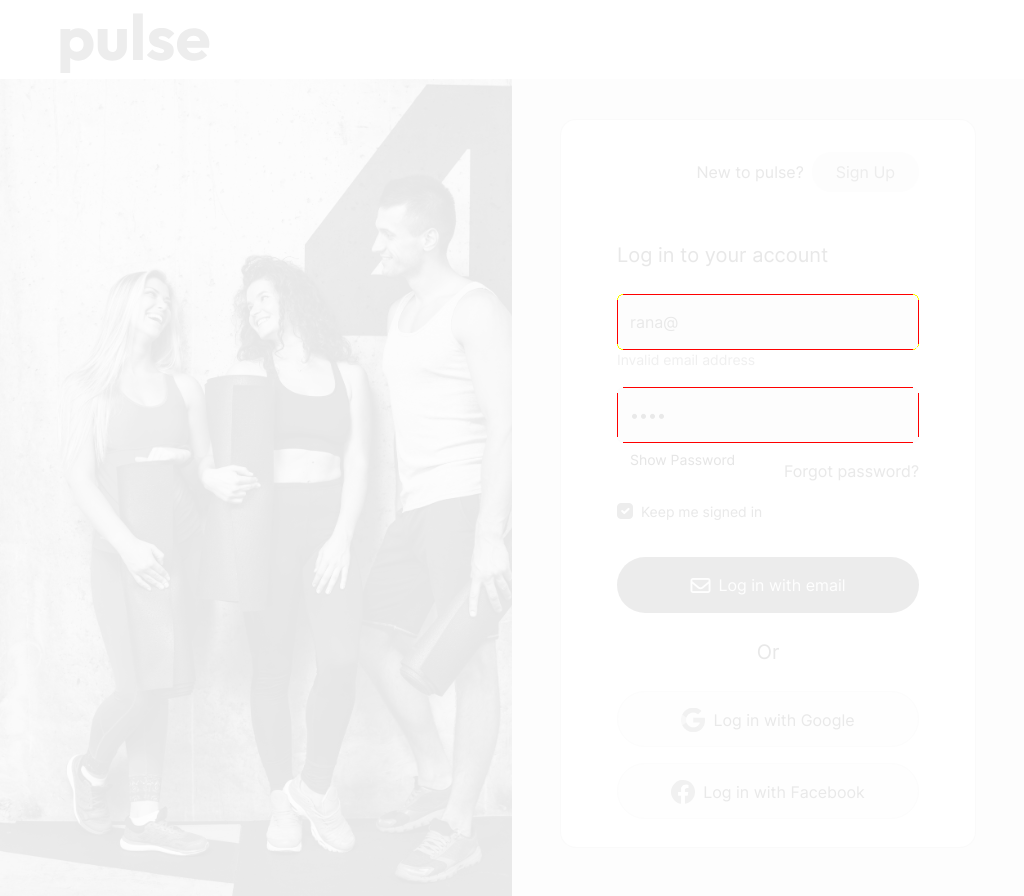 pulse
New to pulse? Sign Up
Log in to your account
rana@
Invalid email address
••••
Show Password
Forgot password?
Keep me signed in
Log in with email
Or
Log in with Google
Log in with Facebook